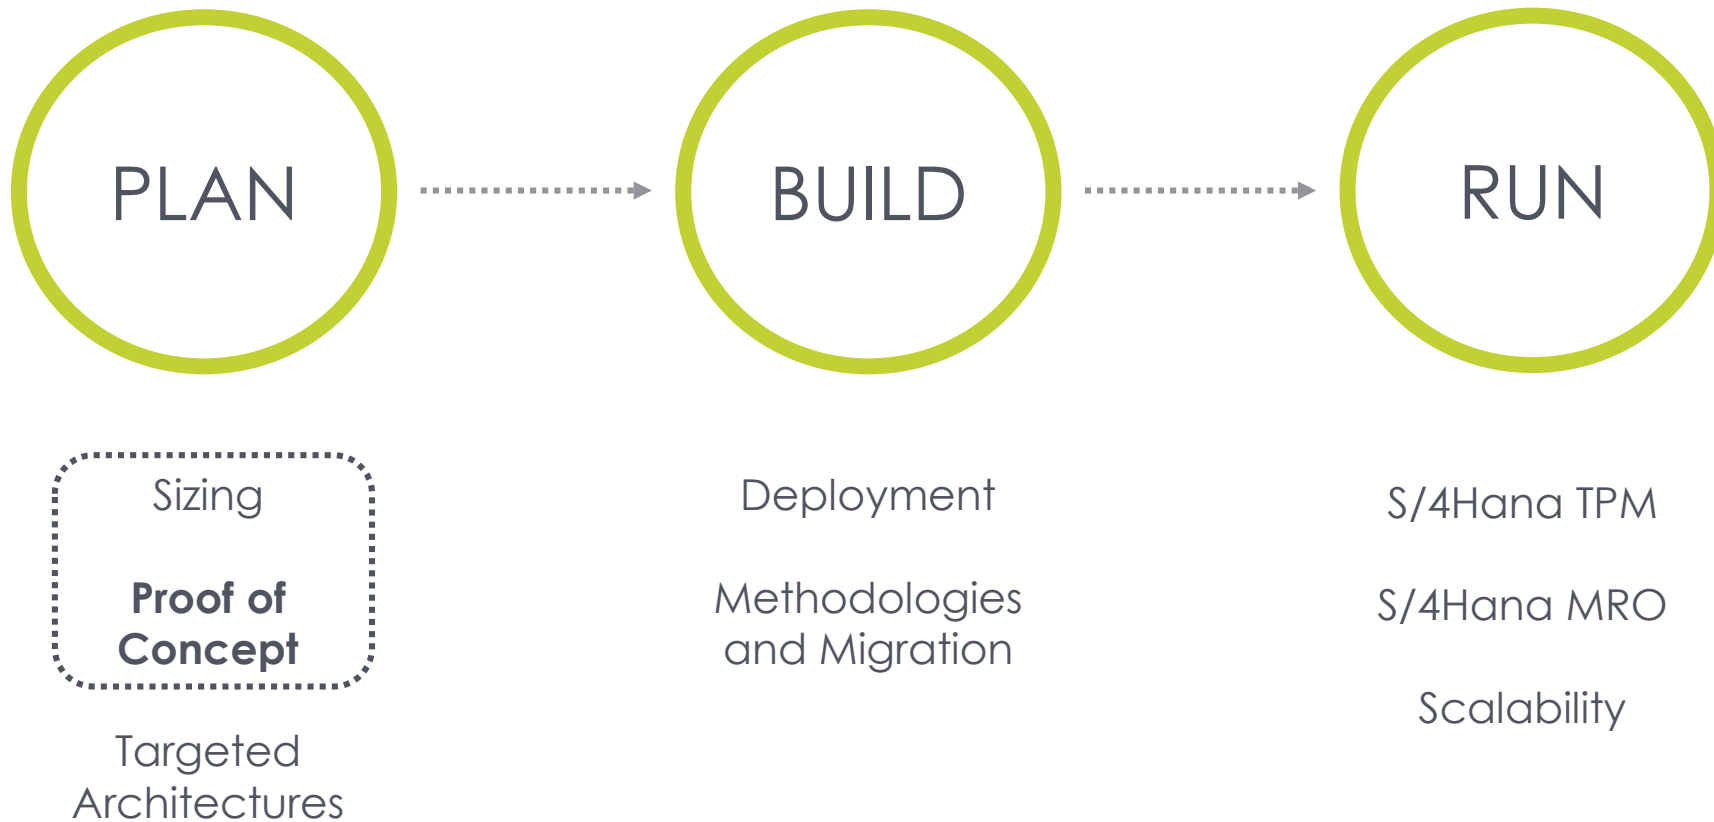 PLAN
BUILD
RUN
Sizing
Proof of
Concept
Targeted
Architectures
Deployment
Methodologies
and Migration
S/4Hana TPM
S/4Hana MRO
Scalability